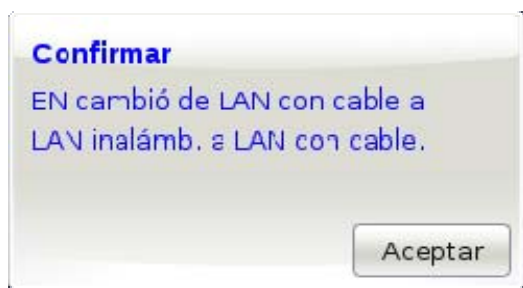 Confirmar
EN cambió de LAN con cable a
LAN inalámb. a LAN con cable.
Aceptar